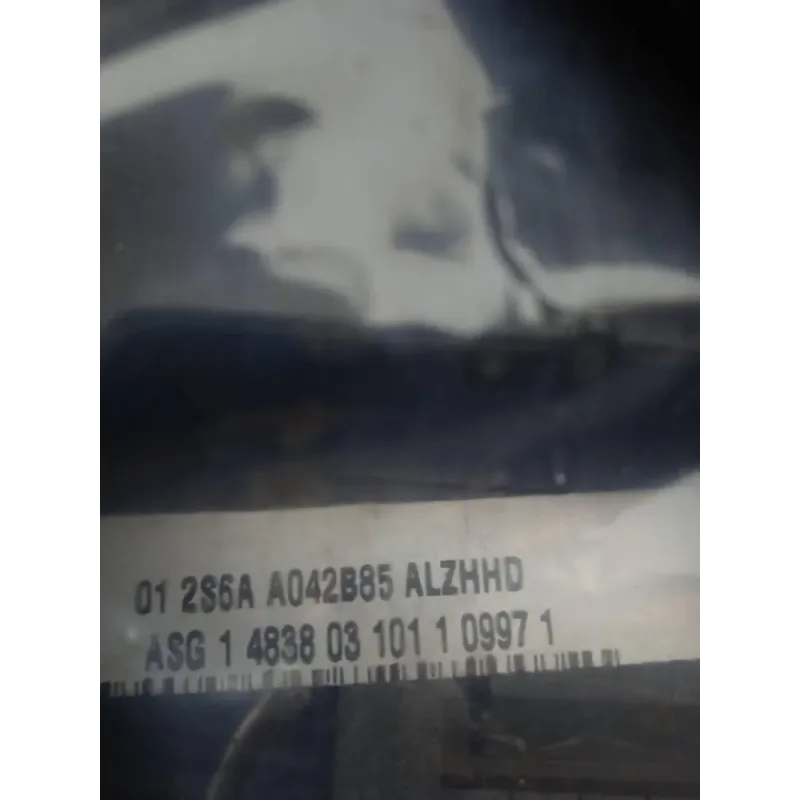 01 2S6A A042B85 ALZHHD
ASG 1 4838 03 101 1 0997 1